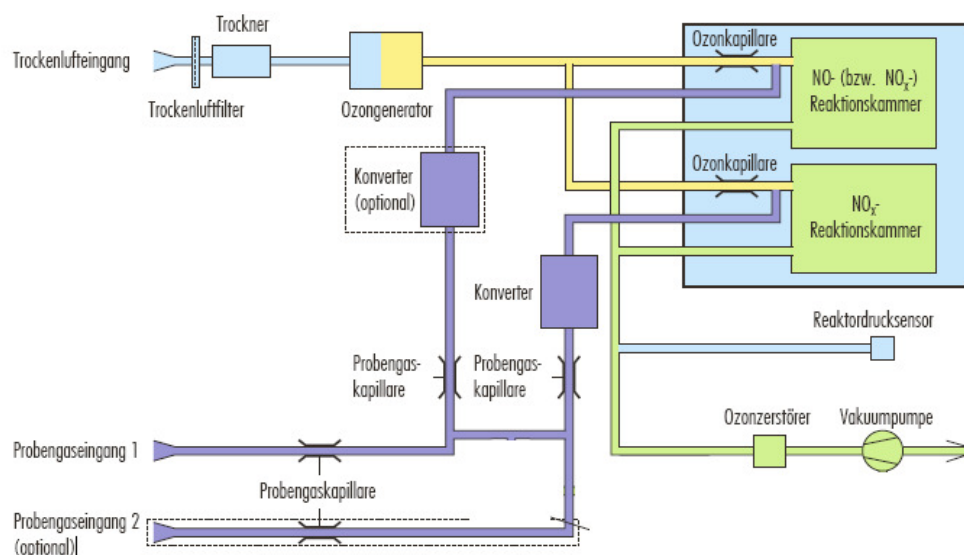 Trockner
Trockenlufteingang
Trockenluftfilter
Ozongenerator
Ozonkapillare
NO- (bzw. NOₓ-)
Reaktionskammer
Konverter
(optional)
Ozonkapillare
NOₓ-
Reaktionskammer
Konverter
Reaktordrucksensor
Probengas-
kapillare
Probengas-
kapillare
Ozonzerstörer
Vakuumpumpe
Probengaseingang 1
Probengaskapillare
Probengaseingang 2
(optional)